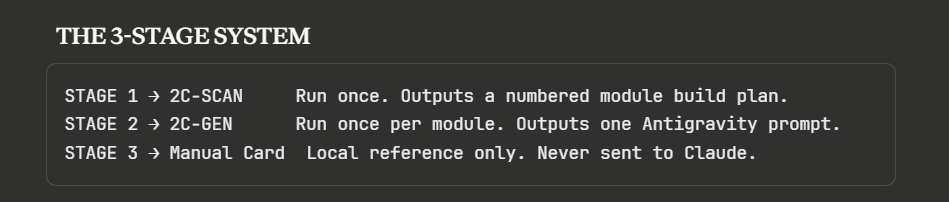 THE 3-STAGE SYSTEM
STAGE 1 → 2C-SCAN Run once. Outputs a numbered module build plan.
STAGE 2 → 2C-GEN Run once per module. Outputs one Antigravity prompt.
STAGE 3 → Manual Card Local reference only. Never sent to Claude.